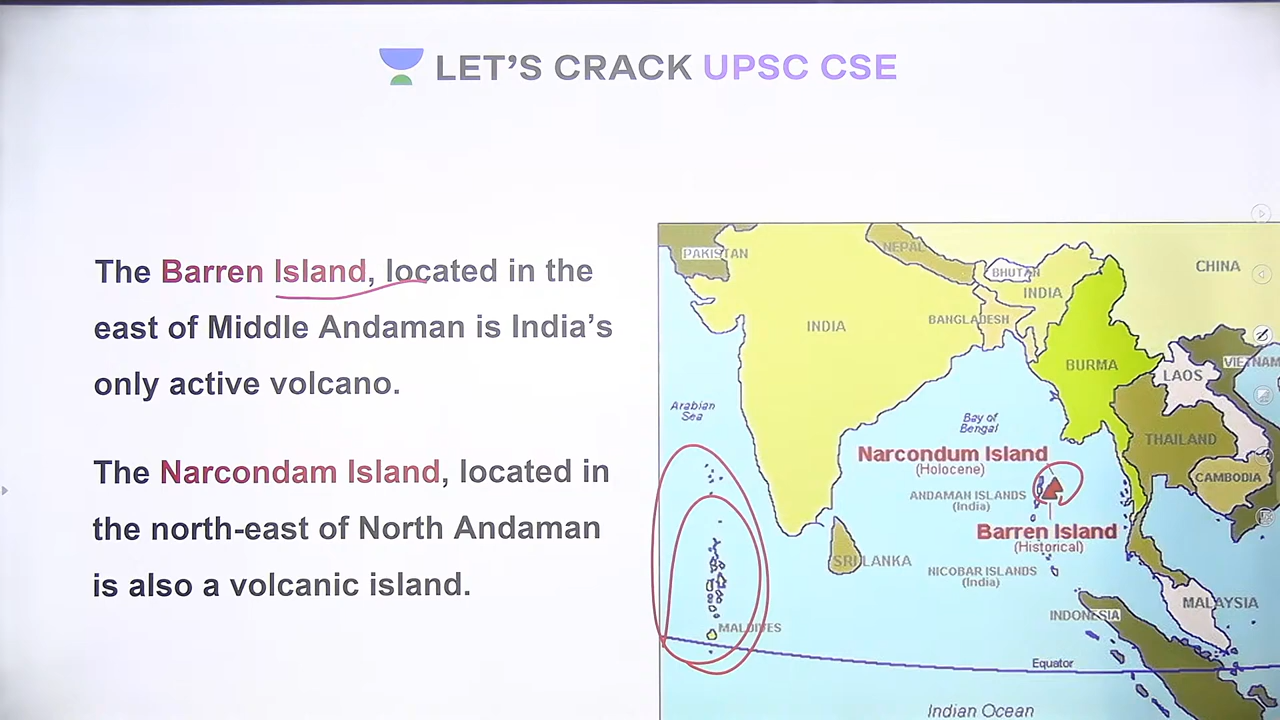 LET'S CRACK UPSC CSE
The Barren Island, located in the
east of Middle Andaman is India's
only active volcano.
The Narcondam Island, located in
the north-east of North Andaman
is also a volcanic island.
PAKISTAN
NEPAL
BHUTAN
CHINA
INDIA
INDIA
BANGLADESH
BURMA
VIETNAM
LAOS
Arabian
Sea
Bay of
Bengal
THAILAND
Narcondum Island
(Holocene)
CAMBODIA
ANDAMAN ISLANDS
(India)
Barren Island
(Historical)
SRI LANKA
NICOBAR ISLANDS
(India)
MALAYSIA
INDONESIA
MALDIVES
Equator
Indian Ocean